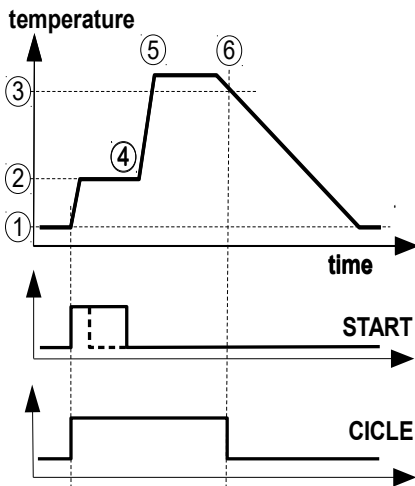 temperature
⑤ ⑥
③
④
②
①
time
START
CICLE